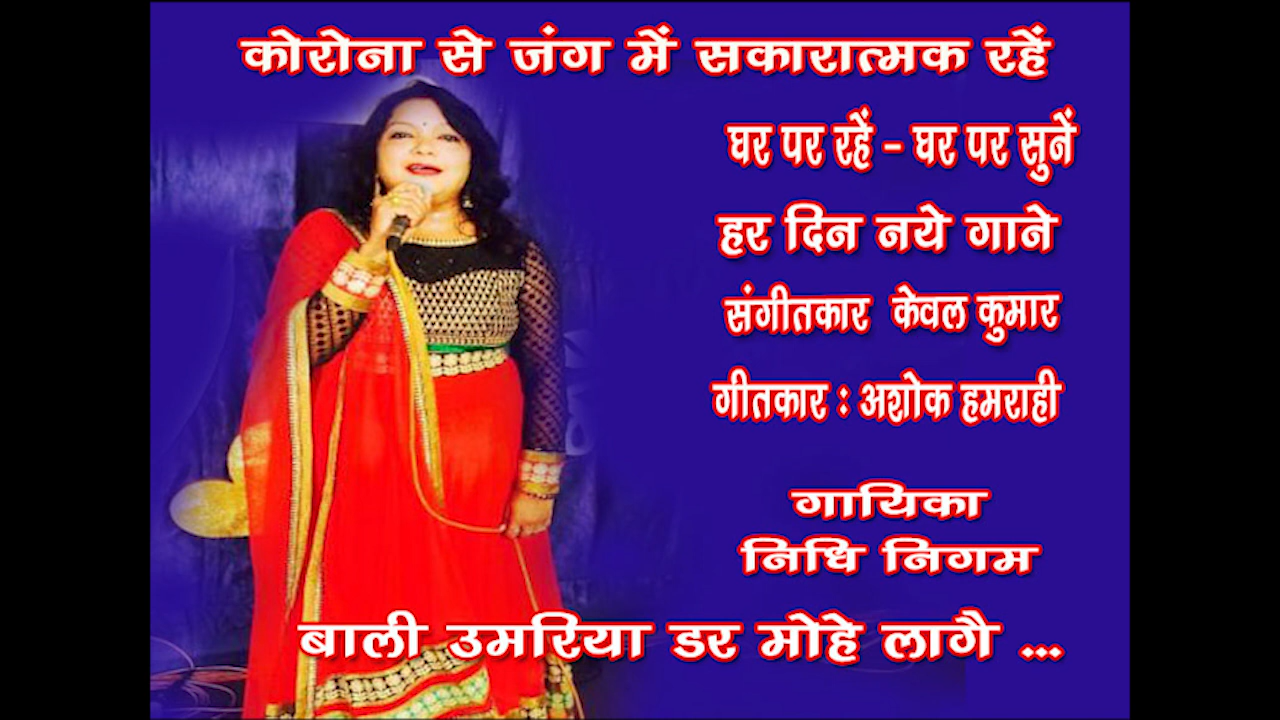 कोरोना से जंग में सकारात्मक रहें
घर पर रहें - घर पर सुनें
हर दिन नये गाने
संगीतकार केवल कुमार
गीतकार : अशोक हमराही
गायिका
निधि निगम
बाली उमरिया डर मोहे लागै ...